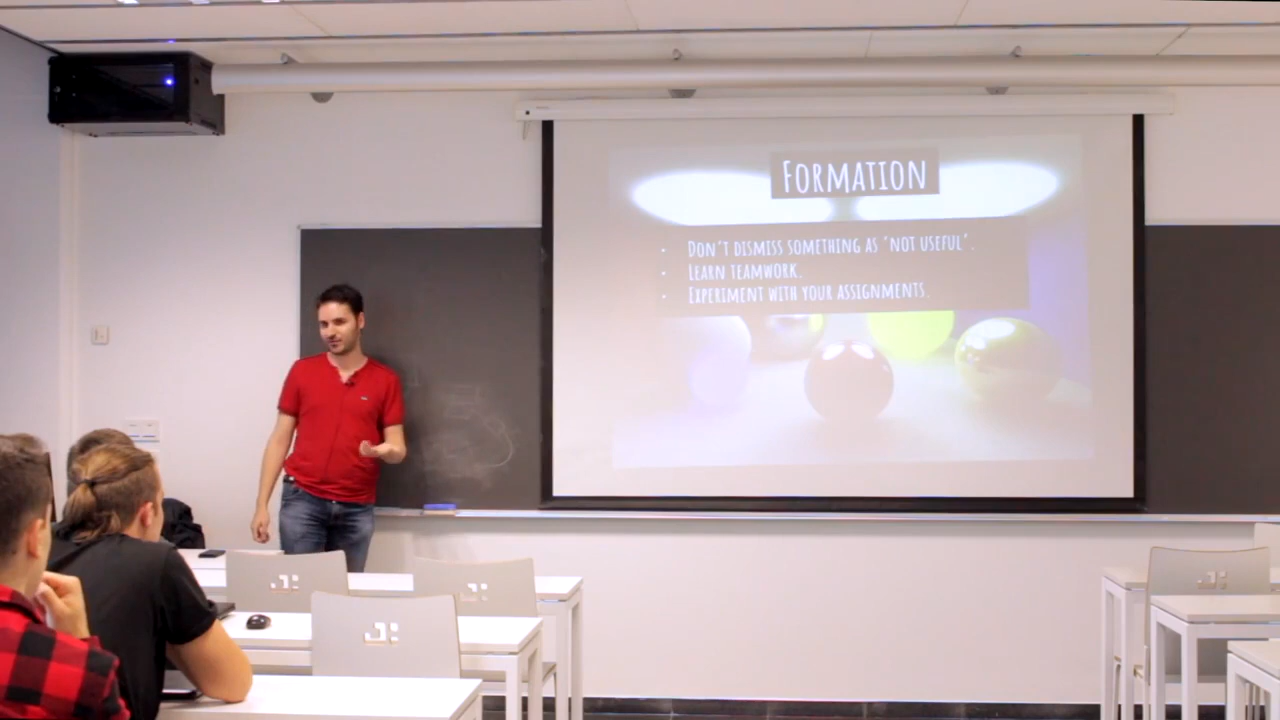 FORMATION
• DON'T DISMISS SOMETHING AS 'NOT USEFUL'.
• LEARN TEAMWORK.
• EXPERIMENT WITH YOUR ASSIGNMENTS.